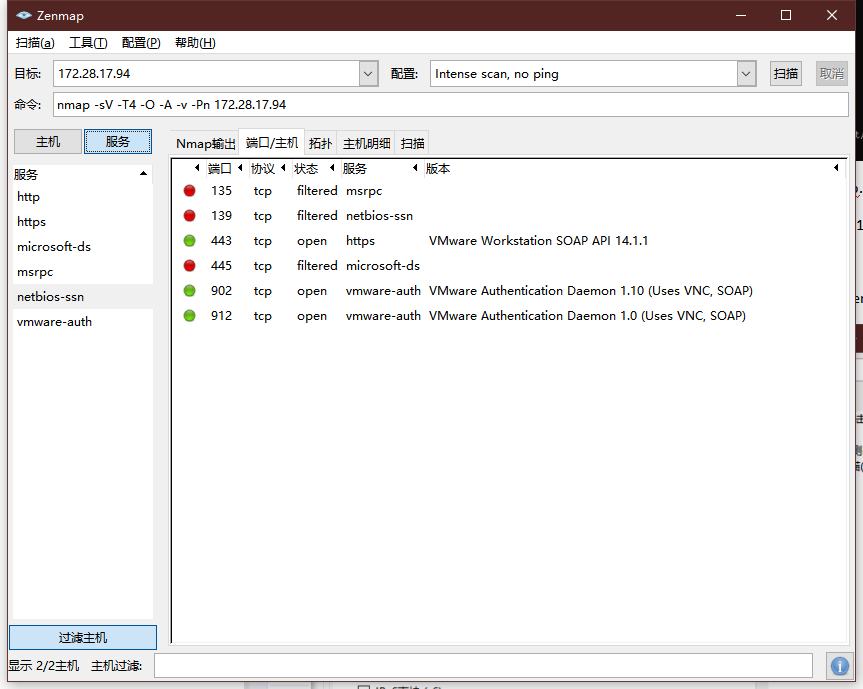 Zenmap
扫描(a) 工具(T) 配置(P) 帮助(H)
目标: 172.28.17.94 配置: Intense scan, no ping 扫描 取消
命令: nmap -sV -T4 -O -A -v -Pn 172.28.17.94
主机 服务 Nmap输出 端口/主机 拓扑 主机明细 扫描
服务
http
https
microsoft-ds
msrpc
netbios-ssn
vmware-auth
端口 协议 状态 服务 版本
135 tcp filtered msrpc
139 tcp filtered netbios-ssn
443 tcp open https VMware Workstation SOAP API 14.1.1
445 tcp filtered microsoft-ds
902 tcp open vmware-auth VMware Authentication Daemon 1.10 (Uses VNC, SOAP)
912 tcp open vmware-auth VMware Authentication Daemon 1.0 (Uses VNC, SOAP)
过滤主机
显示 2/2主机 主机过滤: